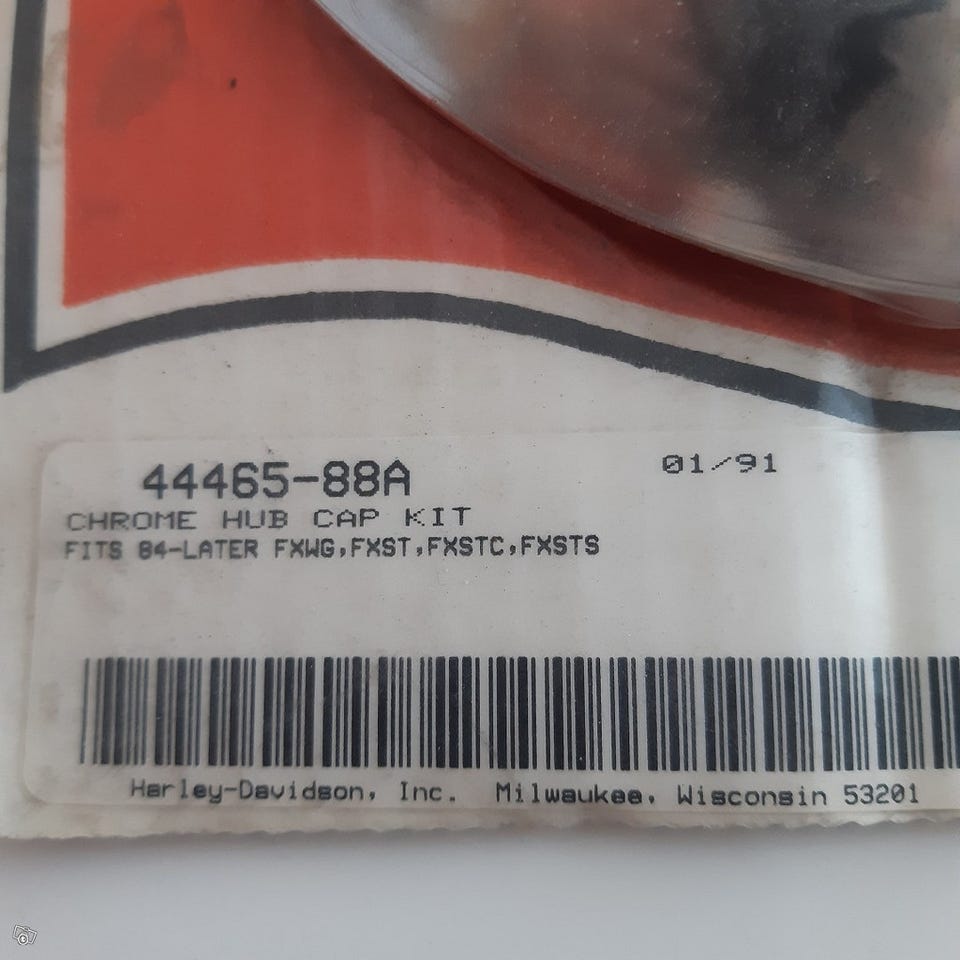 44465-88A 01/91
CHROME HUB CAP KIT
FITS 84-LATER FXWG,FXST,FXSTC,FXSTS
Harley-Davidson, Inc. Milwaukee, Wisconsin 53201